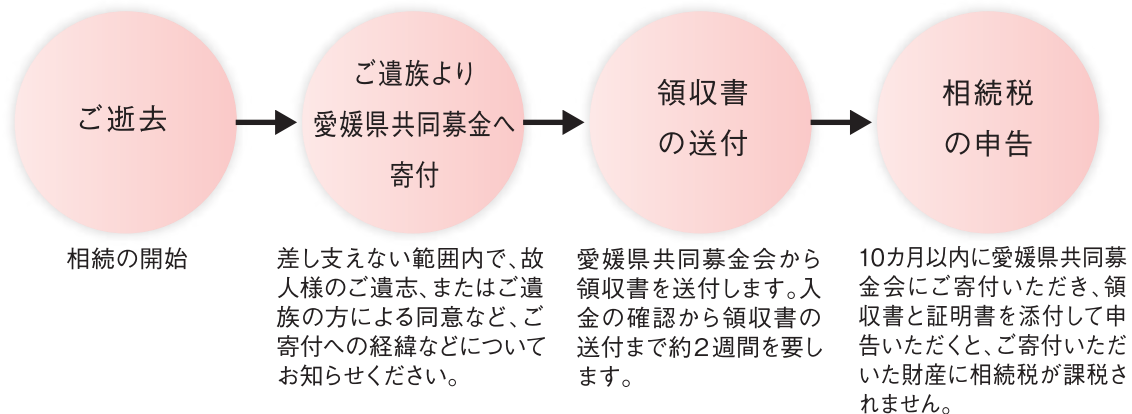 ご逝去
ご遺族より
愛媛県共同募金へ
寄付
領収書
の送付
相続税
の申告
相続の開始
差し支えない範囲内で、故
人様のご遺志、またはご遺
族の方による同意など、ご
寄付への経緯などについて
お知らせください。
愛媛県共同募金会から
領収書を送付します。入
金の確認から領収書の
送付まで約2週間を要し
ます。
10カ月以内に愛媛県共同募
金会にご寄付いただき、領
収書と証明書を添付して申
告いただくと、ご寄付いただ
いた財産に相続税が課税さ
れません。